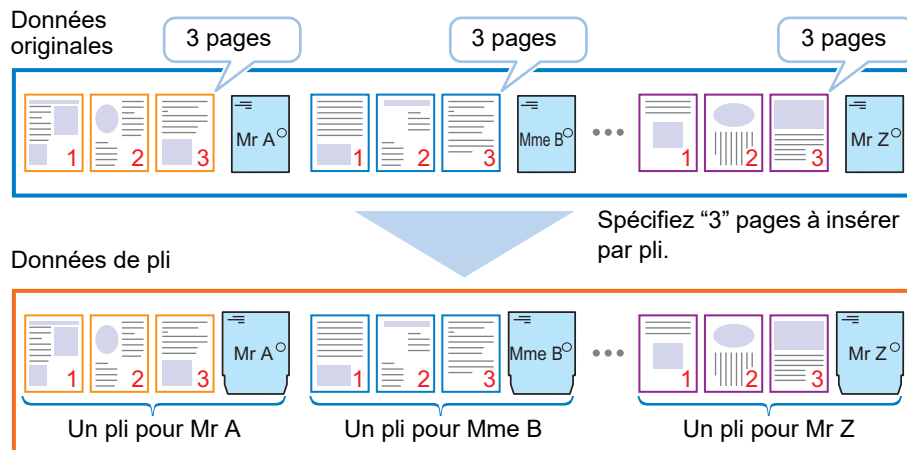 Données
originales
3 pages
3 pages
3 pages
1
2
3
Mr A
1
2
3
Mme B
1
2
3
Mr Z
Spécifiez “3” pages à insérer
par pli.
Données de pli
1
2
3
Mr A
1
2
3
Mme B
1
2
3
Mr Z
Un pli pour Mr A
Un pli pour Mme B
Un pli pour Mr Z